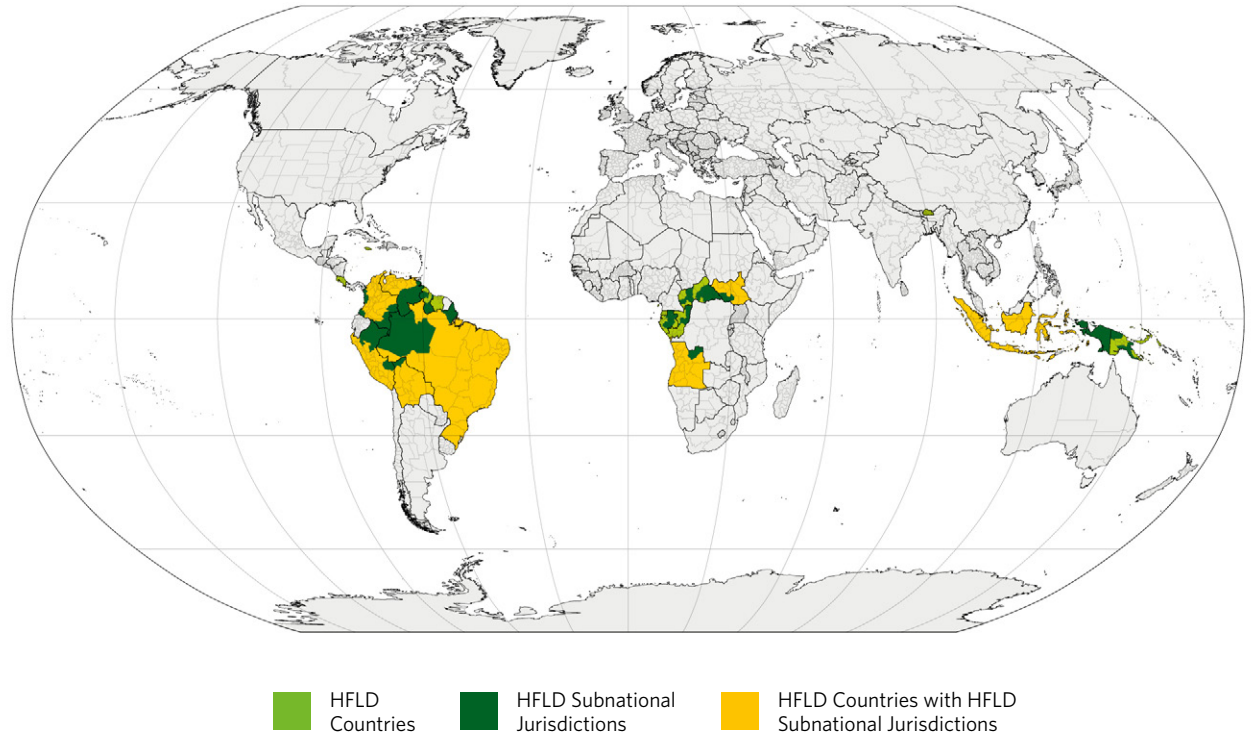 HFLD
Countries
HFLD Subnational
Jurisdictions
HFLD Countries with HFLD
Subnational Jurisdictions